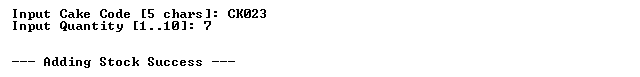 Input Cake Code [5 chars]: CK023
Input Quantity [1..10]: 7
--- Adding Stock Success ---